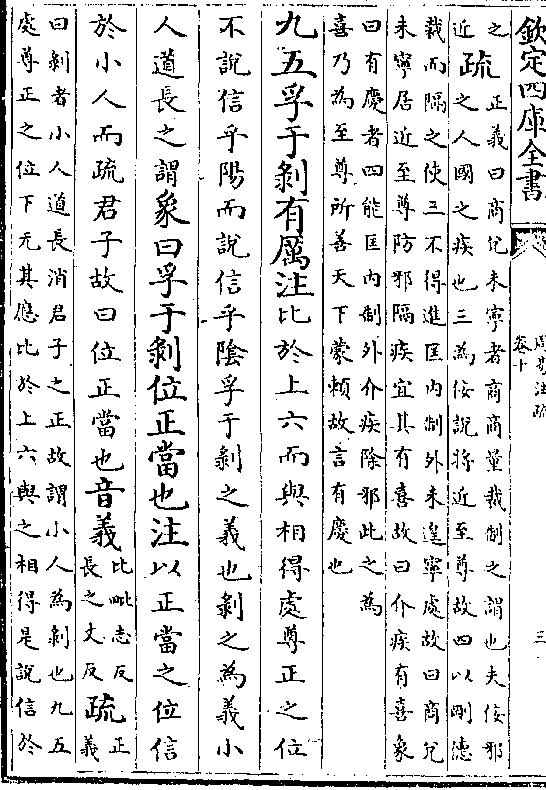 欽定四庫全書
周易注疏
卷十
三
之
近疏正義曰商兊未寧者商商量裁制之謂也夫佞邪
之人國之疾也三為佞說將近至尊故四以剛德
裁而隔之使三不得進匡内制外未遑寧處故曰商兊
未寧居近至尊防邪隔疾宜其有喜故曰介疾有喜象
曰有慶者四能匡内制外介疾除邪此之為
喜乃為至尊所善天下蒙賴故言有慶也
九五孚于剝有厲注比於上六而與相得處尊正之位
不說信乎陽而說信乎陰孚于剝之義也剝之為義小
人道長之謂象曰孚于剝位正當也注以正當之位信
於小人而疏君子故曰位正當也音義比毗志反
長之丈反疏正
義
曰剝者小人道長消君子之正故謂小人為剝也九五
處尊正之位下无其應比於上六與之相得是說信於